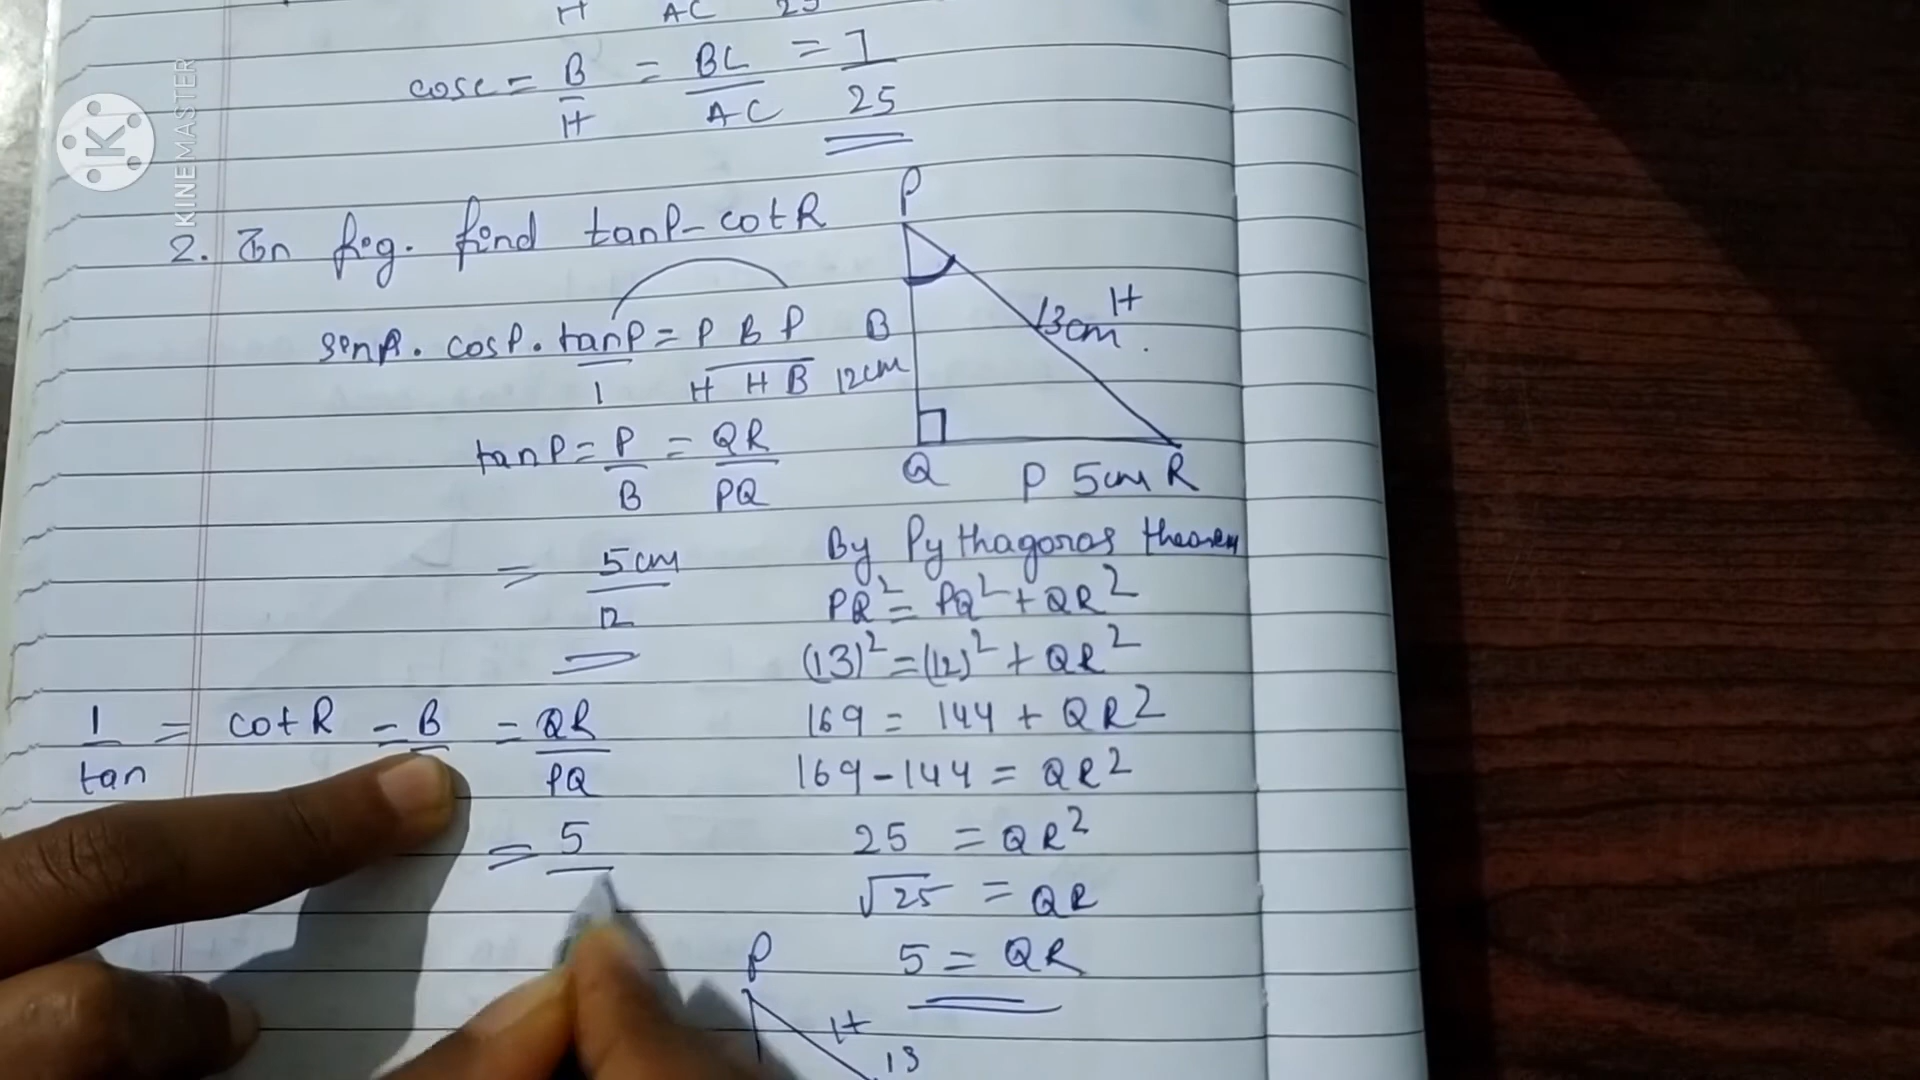 H AC 25
cosc = B/H = BC/AC = 7/25
KINEMASTER
2. In fig. find tanP - cotR
P
sinP. cosP. tanP/1 = P B P/H H B
B
12cm
13cm H
Q P 5cm R
tanP = P/B = QR/PQ
= 5cm/12
By Pythagoras theorem
PR² = PQ² + QR²
(13)² = (12)² + QR²
169 = 144 + QR²
169 - 144 = QR²
25 = QR²
√25 = QR
5 = QR
1/tan = cotR = B = QR/PQ
= 5
P
H
13